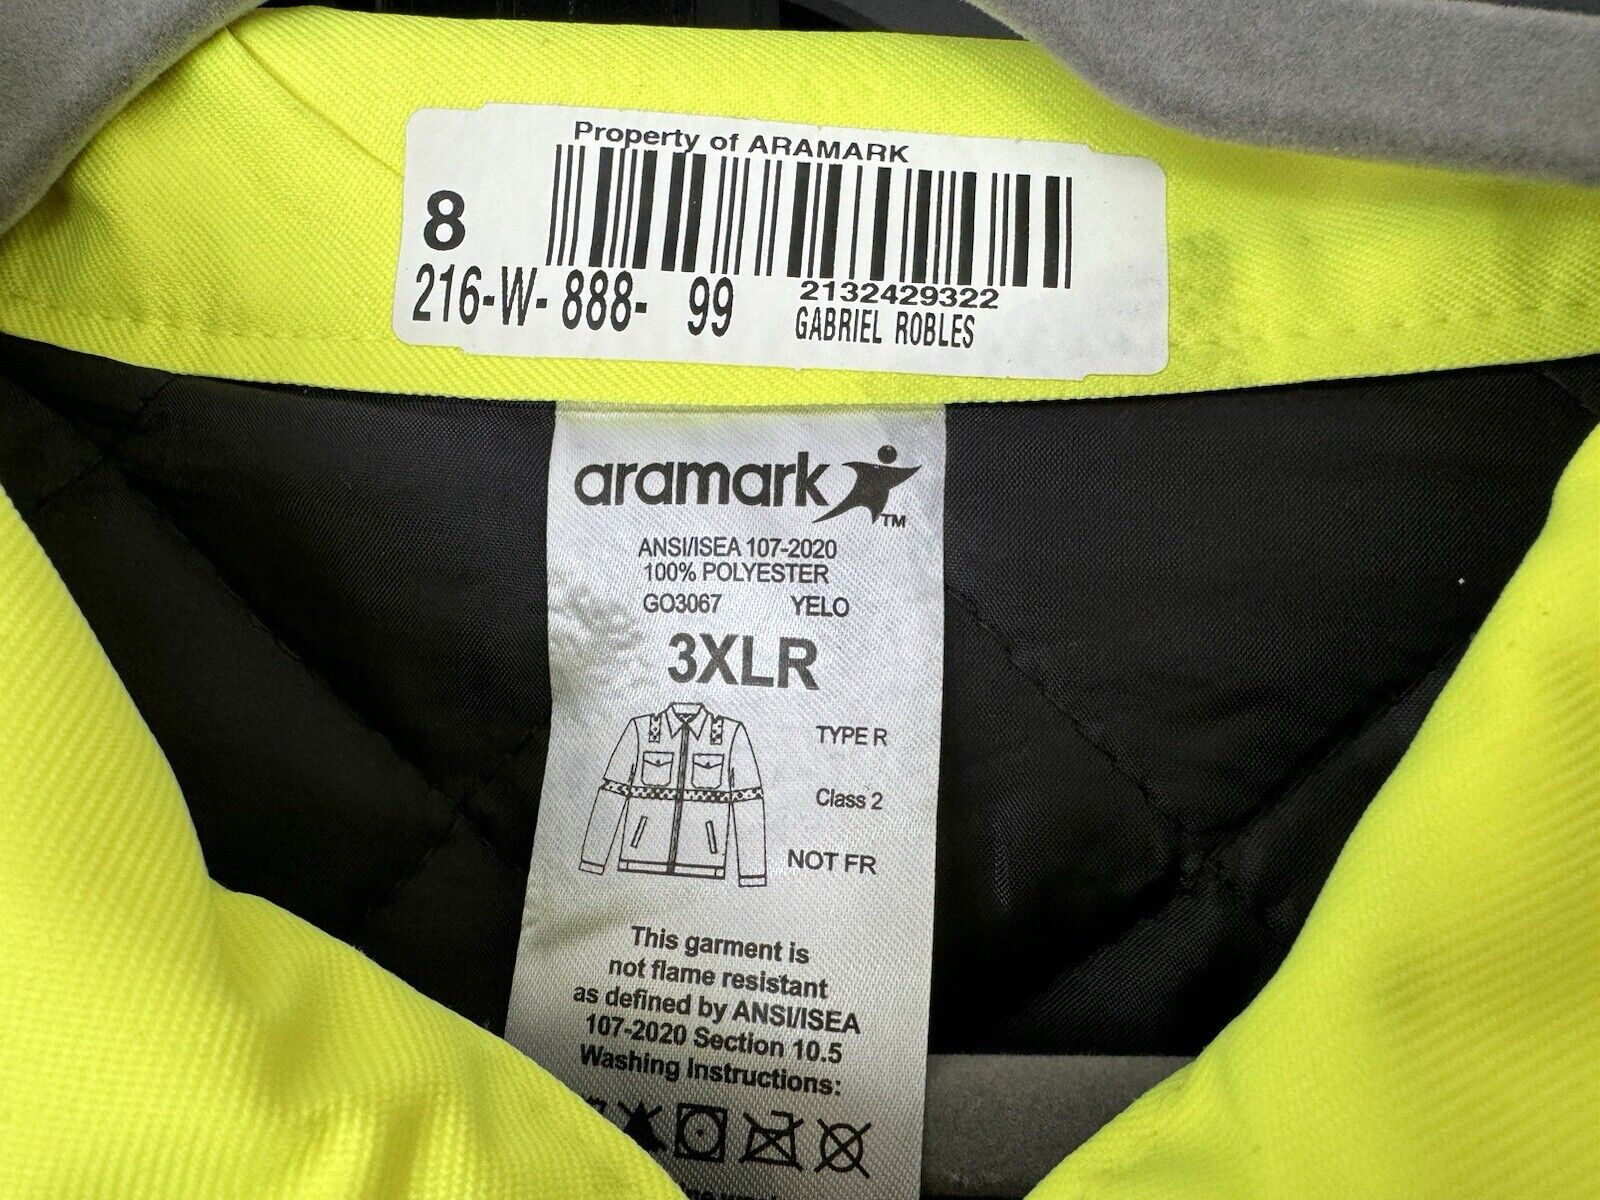 Property of ARAMARK
8
216-W-888- 99
2132429322
GABRIEL ROBLES
aramark
TM
ANSI/ISEA 107-2020
100% POLYESTER
GO3067 YELO
3XLR
TYPE R
Class 2
NOT FR
This garment is
not flame resistant
as defined by ANSI/ISEA
107-2020 Section 10.5
Washing Instructions: